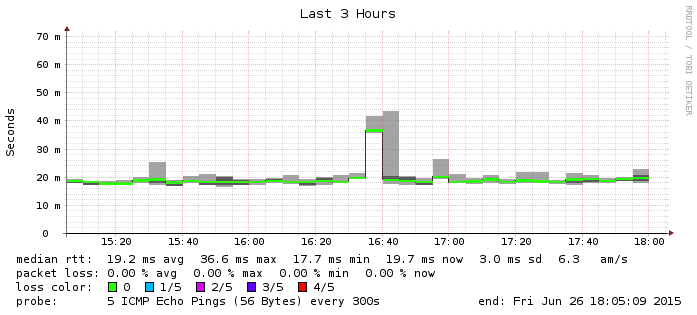 Last 3 Hours
RRDTOOL / TOBI OETIKER
Seconds
70 m
60 m
50 m
40 m
30 m
20 m
10 m
0
15:20 15:40 16:00 16:20 16:40 17:00 17:20 17:40 18:00
median rtt: 19.2 ms avg 36.6 ms max 17.7 ms min 19.7 ms now 3.0 ms sd 6.3 am/s
packet loss: 0.00 % avg 0.00 % max 0.00 % min 0.00 % now
loss color: 0 1/5 2/5 3/5 4/5
probe: 5 ICMP Echo Pings (56 Bytes) every 300s end: Fri Jun 26 18:05:09 2015